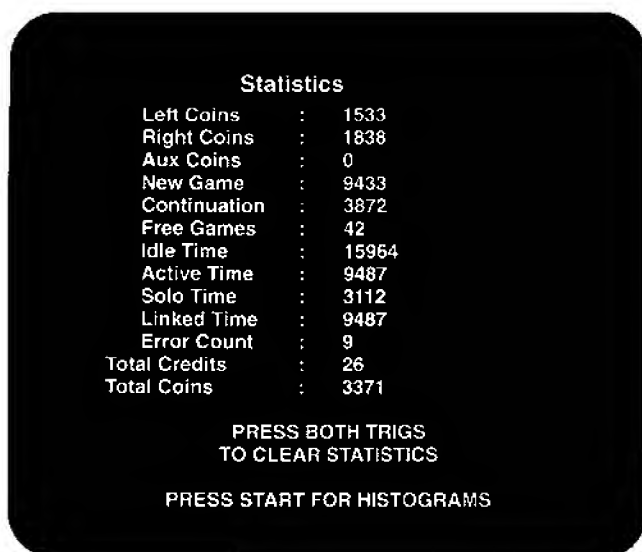 Statistics
Left Coins : 1533
Right Coins : 1838
Aux Coins : 0
New Game : 9433
Continuation : 3872
Free Games : 42
Idle Time : 15964
Active Time : 9487
Solo Time : 3112
Linked Time : 9487
Error Count : 9
Total Credits : 26
Total Coins : 3371
PRESS BOTH TRIGS
TO CLEAR STATISTICS
PRESS START FOR HISTOGRAMS